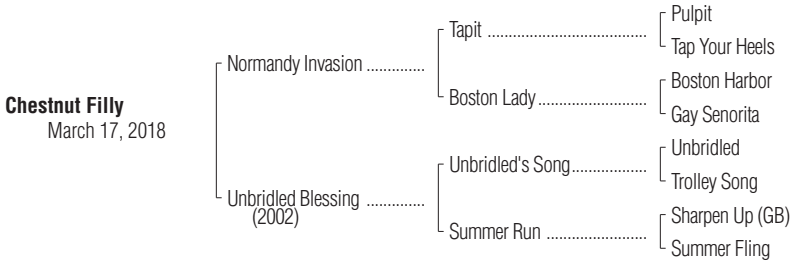 Pulpit
Tapit ......................................
Tap Your Heels
Normandy Invasion ..............
Boston Harbor
Boston Lady..........................
Gay Senorita
Chestnut Filly
March 17, 2018
Unbridled
Unbridled's Song..................
Trolley Song
Unbridled Blessing ..............
(2002)
Sharpen Up (GB)
Summer Run ........................
Summer Fling